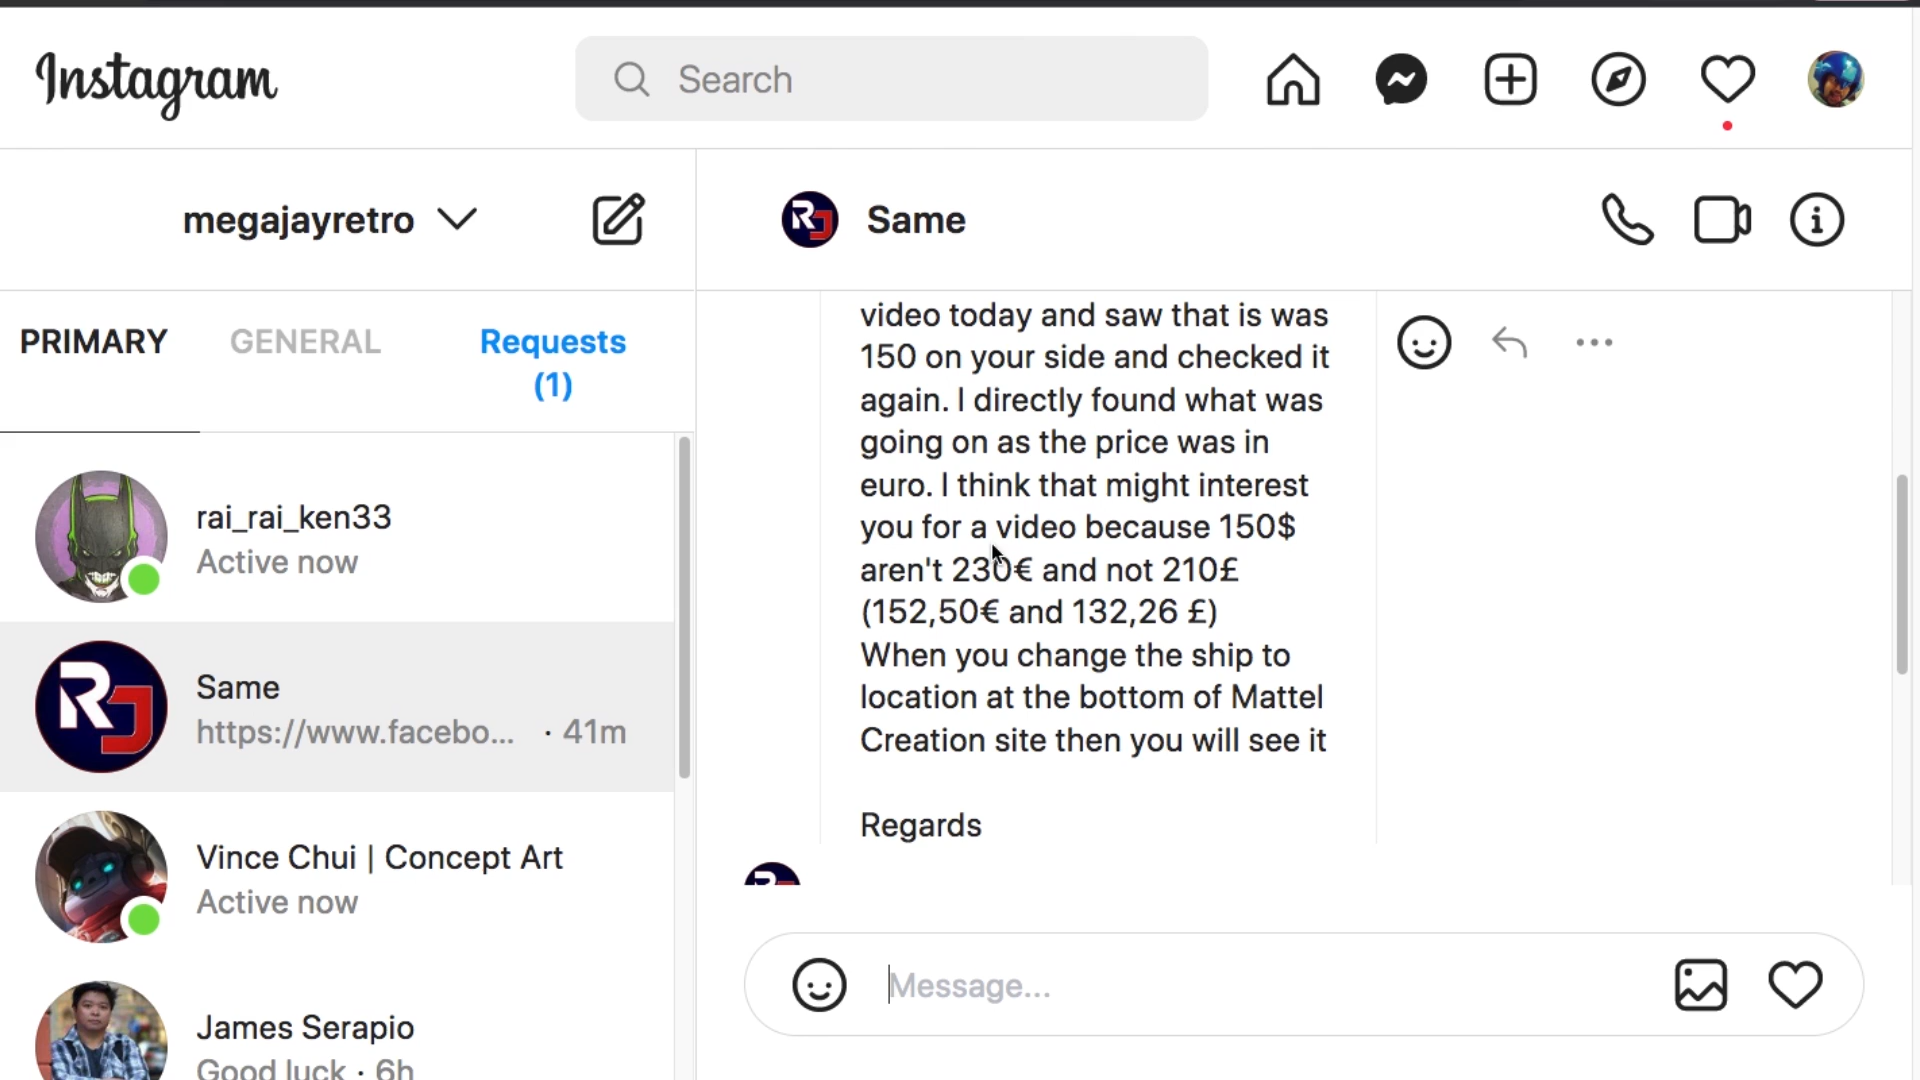 Instagram
Search
megajayretro
Same
PRIMARY
GENERAL
Requests
(1)
rai_rai_ken33
Active now
Same
https://www.facebo... · 41m
Vince Chui | Concept Art
Active now
James Serapio
Good luck · 6h
video today and saw that is was
150 on your side and checked it
again. I directly found what was
going on as the price was in
euro. I think that might interest
you for a video because 150$
aren't 230€ and not 210£
(152,50€ and 132,26 £)
When you change the ship to
location at the bottom of Mattel
Creation site then you will see it
Regards
Message...